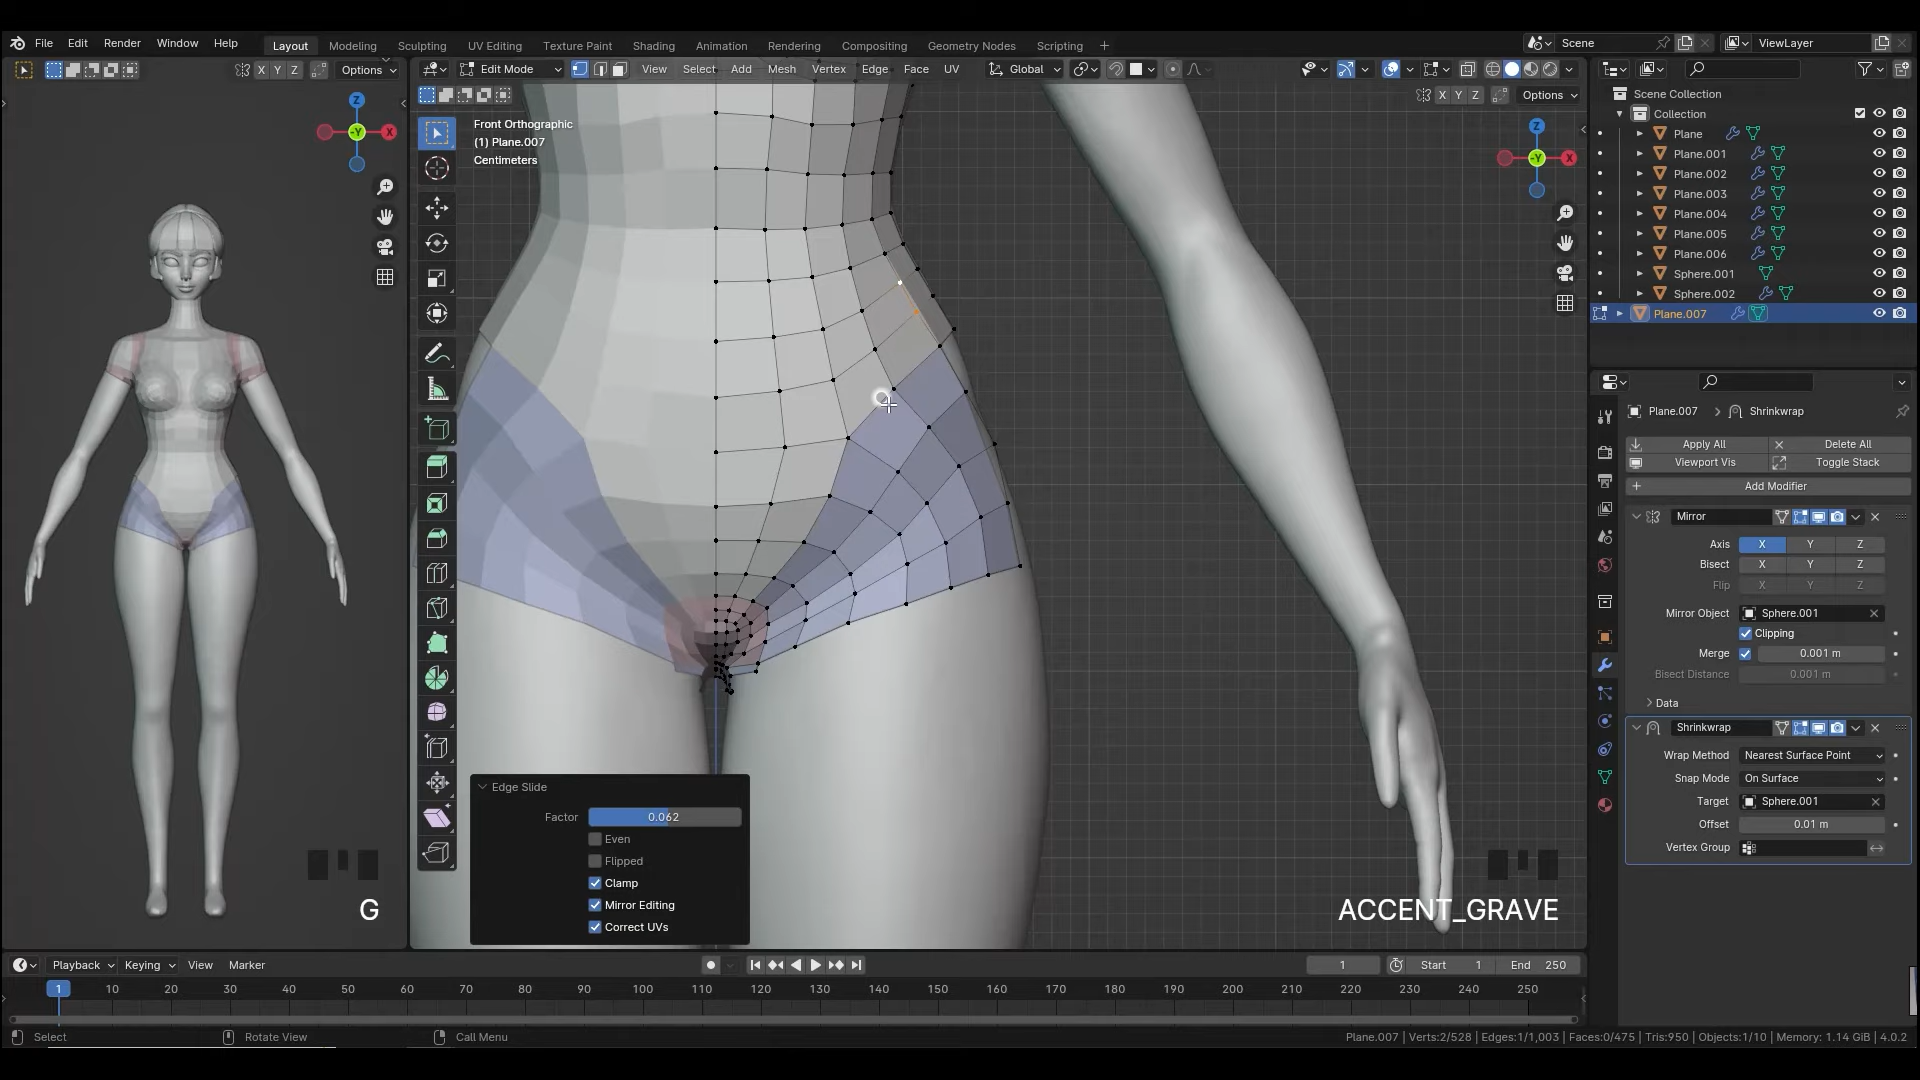 File Edit Render Window Help Layout Modeling Sculpting UV Editing Texture Paint Shading Animation Rendering Compositing Geometry Nodes Scripting + Scene ViewLayer
X Y Z Options Edit Mode View Select Add Mesh Vertex Edge Face UV Global
X Y Z Options
Front Orthographic
(1) Plane.007
Centimeters
Z
-Y
X
Z
-Y
X
Scene Collection
Collection
Plane
Plane.001
Plane.002
Plane.003
Plane.004
Plane.005
Plane.006
Sphere.001
Sphere.002
Plane.007
Plane.007 > Shrinkwrap
Apply All Delete All
Viewport Vis Toggle Stack
Add Modifier
Mirror
Axis X Y Z
Bisect X Y Z
Flip X Y Z
Mirror Object Sphere.001
Clipping
Merge 0.001 m
Bisect Distance 0.001 m
Data
Shrinkwrap
Wrap Method Nearest Surface Point
Snap Mode On Surface
Target Sphere.001
Offset 0.01 m
Vertex Group
Edge Slide
Factor 0.062
Even
Flipped
Clamp
Mirror Editing
Correct UVs
G
ACCENT_GRAVE
Playback Keying View Marker 1 Start 1 End 250
1 10 20 30 40 50 60 70 80 90 100 110 120 130 140 150 160 170 180 190 200 210 220 230 240 250
Select Rotate View Call Menu Plane.007 | Verts:2/528 | Edges:1/1,003 | Faces:0/475 | Tris:950 | Objects:1/10 | Memory: 1.14 GiB | 4.0.2